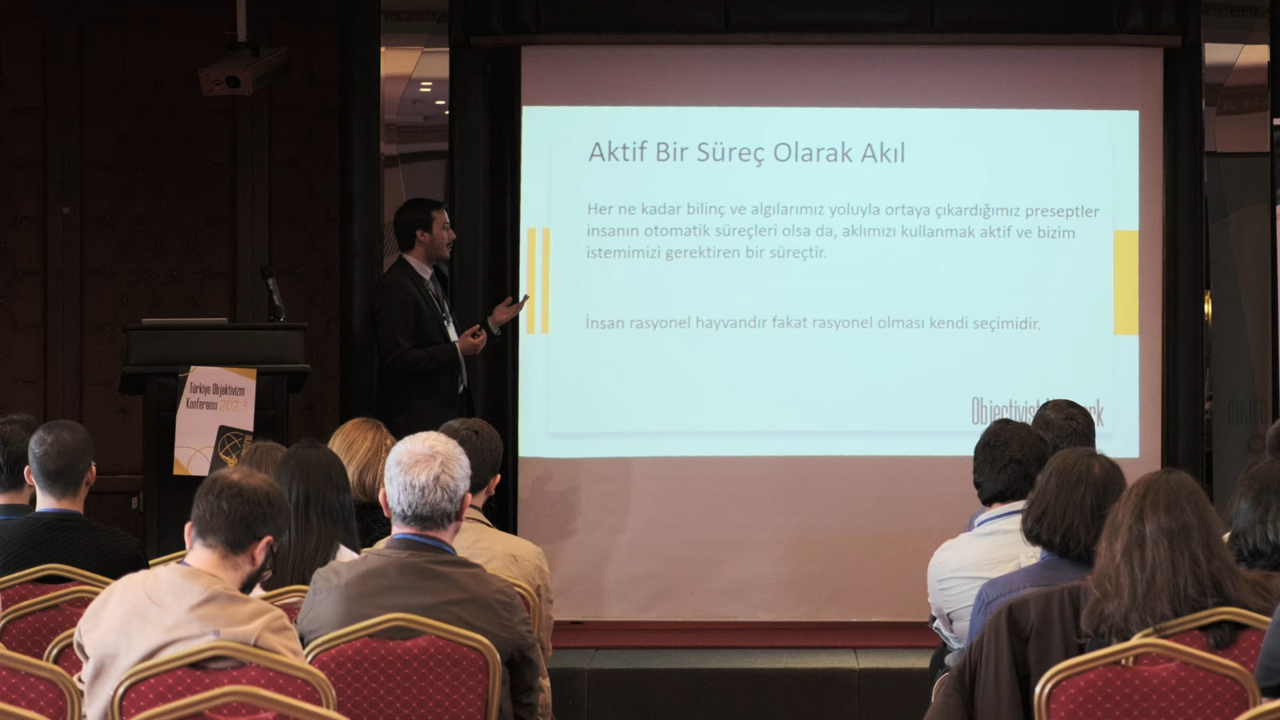 Aktif Bir Süreç Olarak Akıl
Her ne kadar bilinç ve algılarımız yoluyla ortaya çıkardığımız preseptler
insanın otomatik süreçleri olsa da, aklımızı kullanmak aktif ve bizim
istemimizi gerektiren bir süreçtir.
İnsan rasyonel hayvandır fakat rasyonel olması kendi seçimidir.
Türkiye Objektivizm
Konferansı 2023